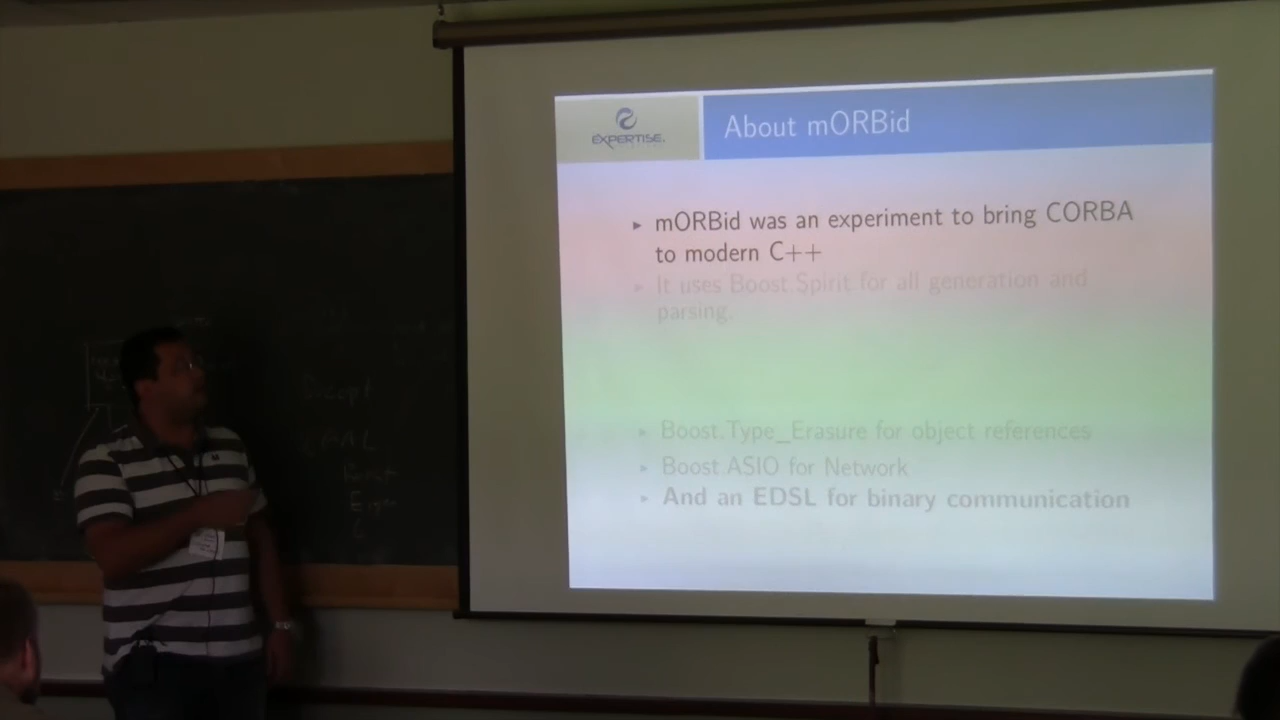 EXPERTISE.
About mORBid
▸ mORBid was an experiment to bring CORBA
to modern C++
▸ It uses Boost.Spirit for all generation and
parsing.
▸ Boost.Type_Erasure for object references
▸ Boost.ASIO for Network
▸ And an EDSL for binary communication